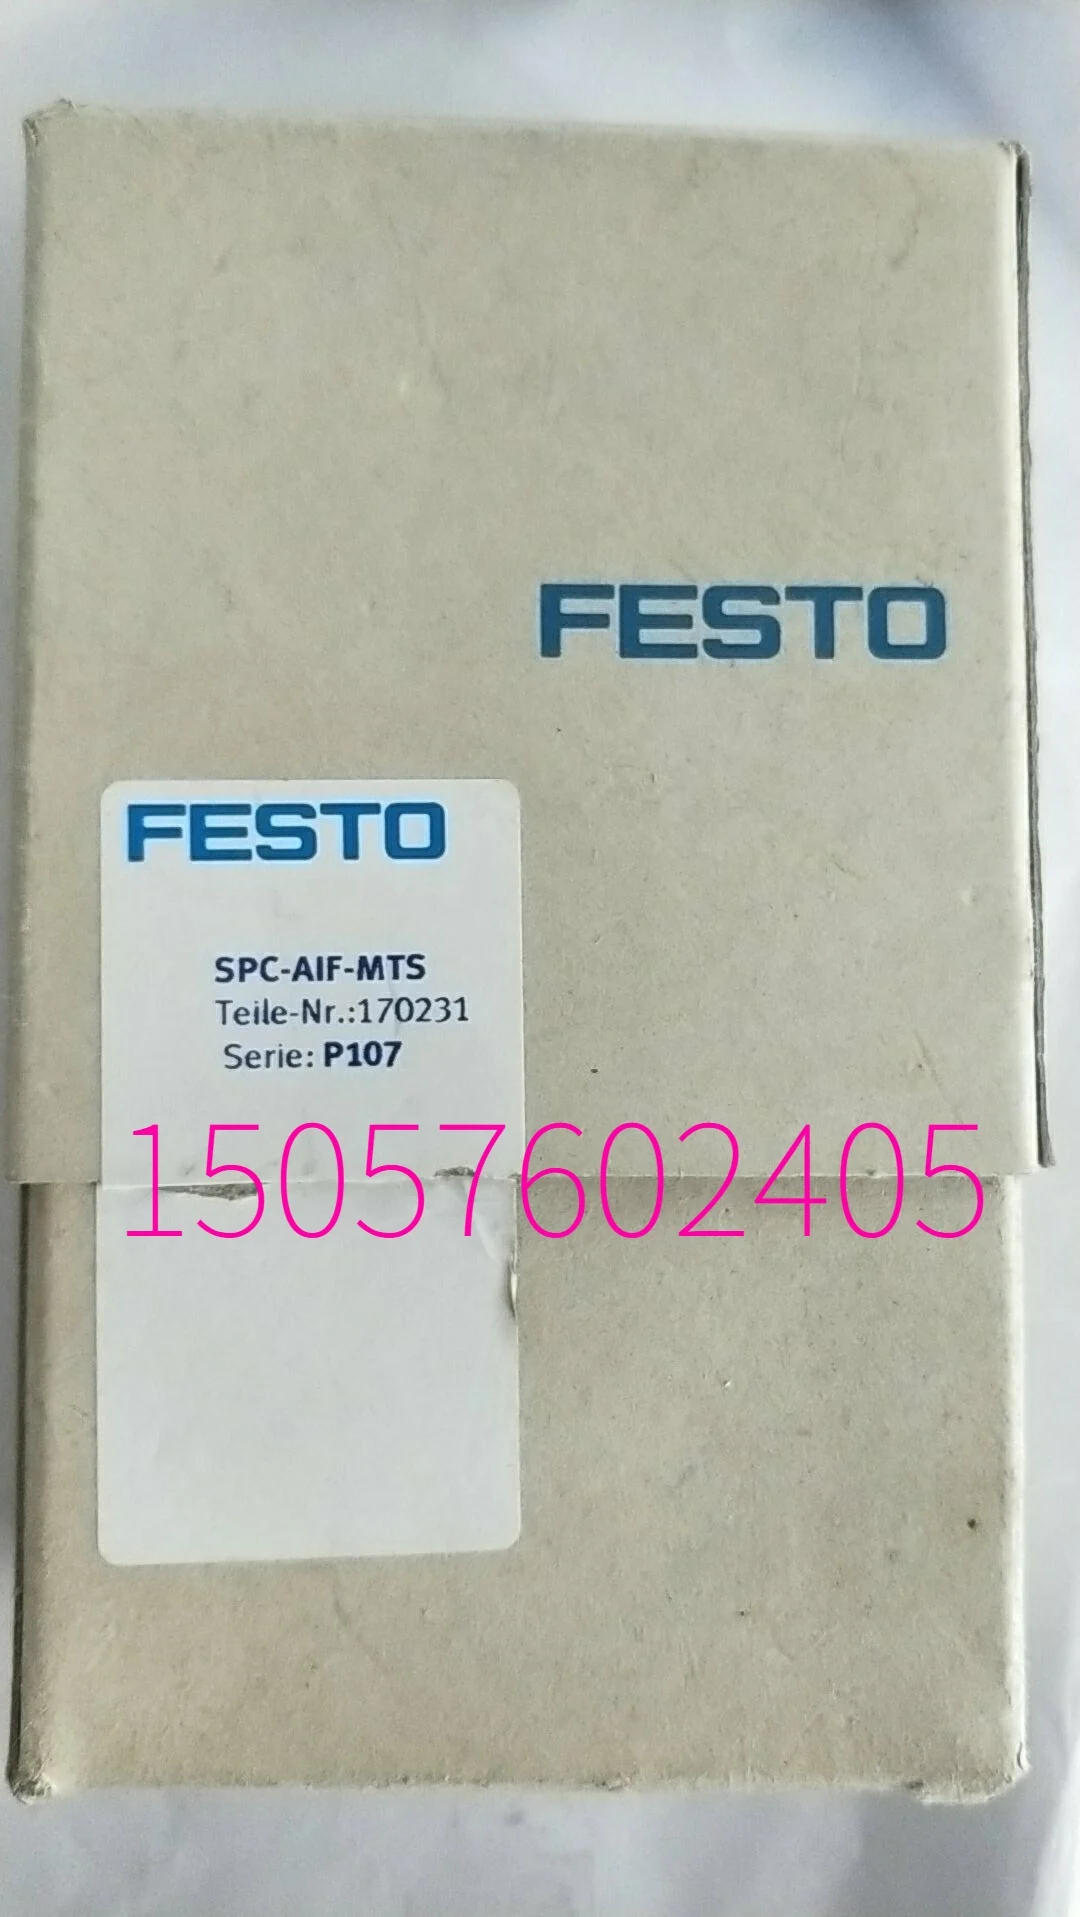 FESTO
FESTO
SPC-AIF-MTS
Teile-Nr.:170231
Serie: P107
15057602405